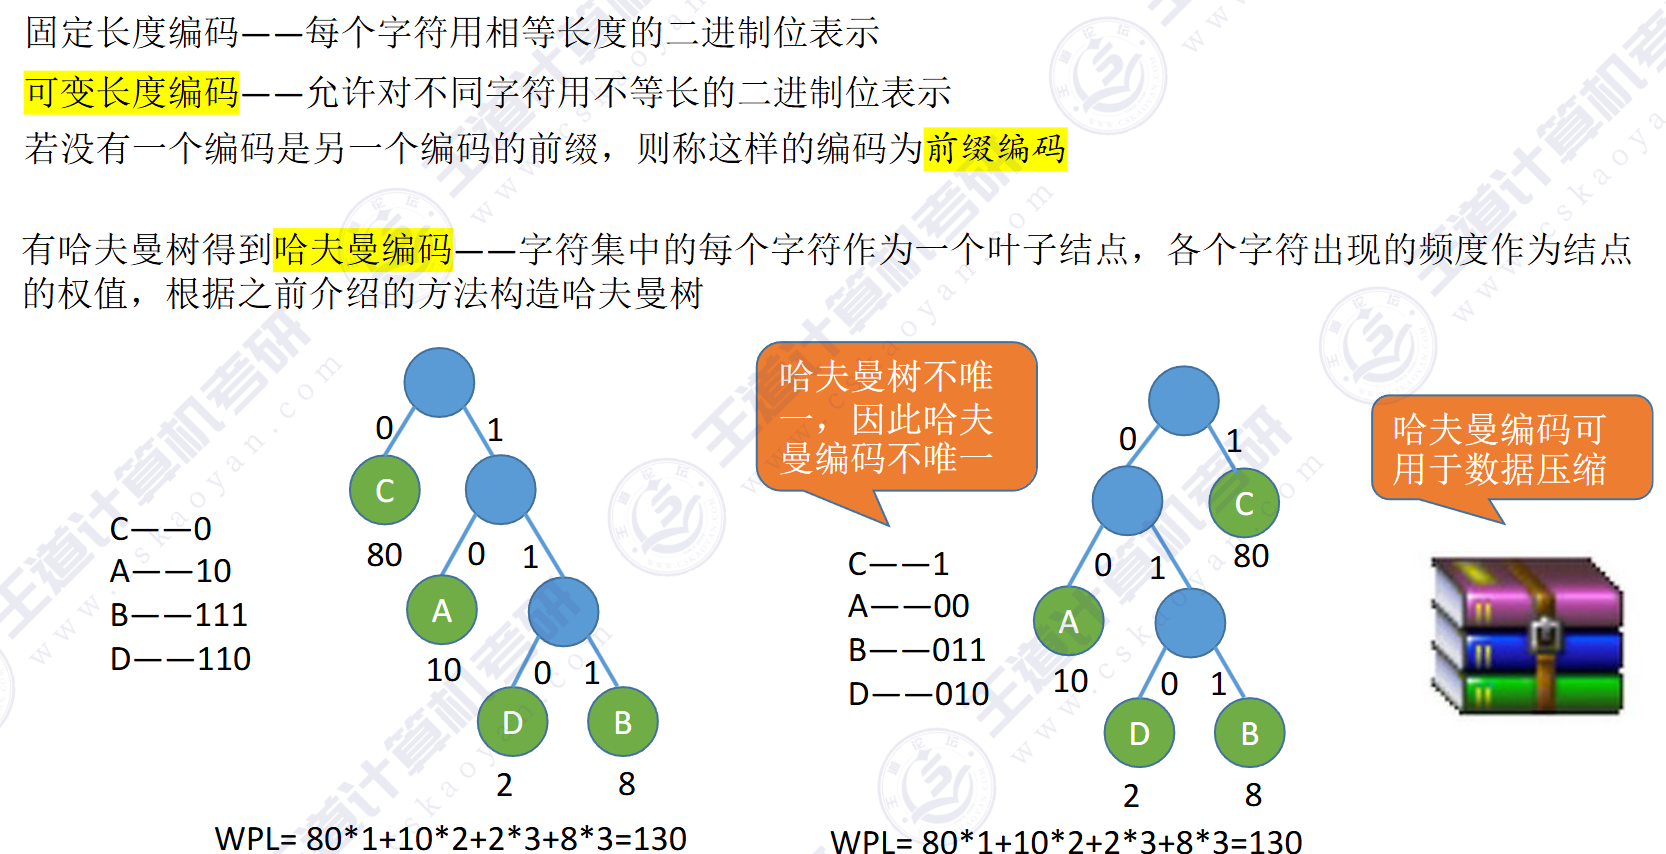 固定长度编码——每个字符用相等长度的二进制位表示
可变长度编码——允许对不同字符用不等长的二进制位表示
若没有一个编码是另一个编码的前缀，则称这样的编码为前缀编码
有哈夫曼树得到哈夫曼编码——字符集中的每个字符作为一个叶子结点，各个字符出现的频度作为结点
的权值，根据之前介绍的方法构造哈夫曼树
0
1
C
80
0
1
A
10
0
1
D
B
2
8
C——0
A——10
B——111
D——110
WPL= 80*1+10*2+2*3+8*3=130
哈夫曼树不唯
一，因此哈夫
曼编码不唯一
0
1
C
80
0
1
A
10
0
1
D
B
2
8
C——1
A——00
B——011
D——010
WPL= 80*1+10*2+2*3+8*3=130
哈夫曼编码可
用于数据压缩
王道计算机考研
www.cskaoyan.com